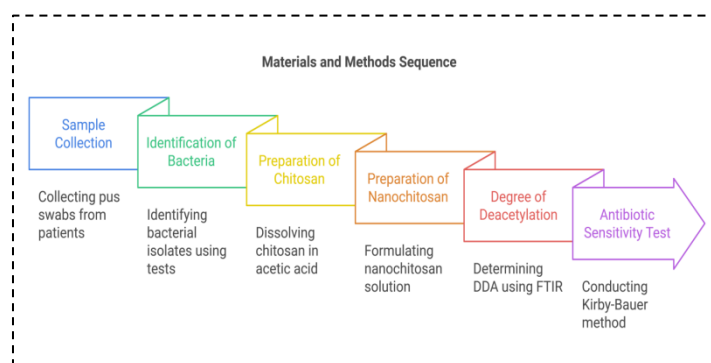 Materials and Methods Sequence
Sample
Collection
Collecting pus
swabs from
patients
Identification of
Bacteria
Identifying
bacterial
isolates using
tests
Preparation of
Chitosan
Dissolving
chitosan in
acetic acid
Preparation of
Nanochitosan
Formulating
nanochitosan
solution
Degree of
Deacetylation
Determining
DDA using FTIR
Antibiotic
Sensitivity Test
Conducting
Kirby-Bauer
method